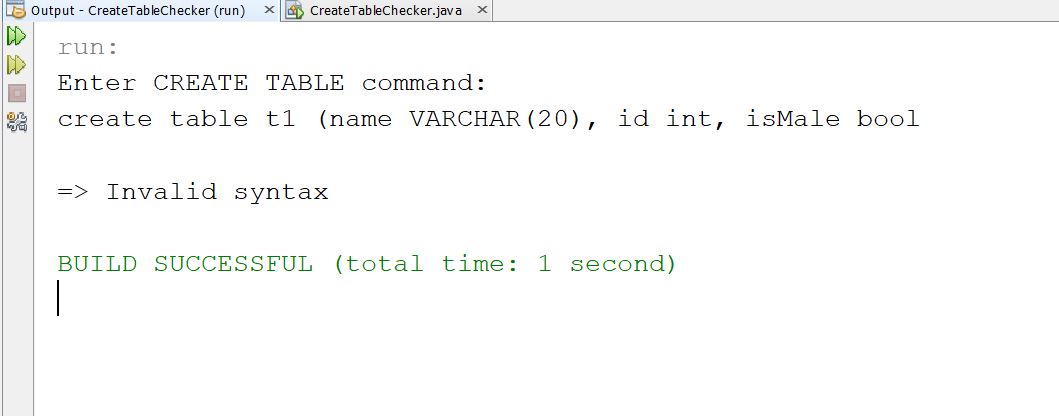 Output - CreateTableChecker (run) CreateTableChecker.java
run:
Enter CREATE TABLE command:
create table t1 (name VARCHAR(20), id int, isMale bool
=> Invalid syntax
BUILD SUCCESSFUL (total time: 1 second)